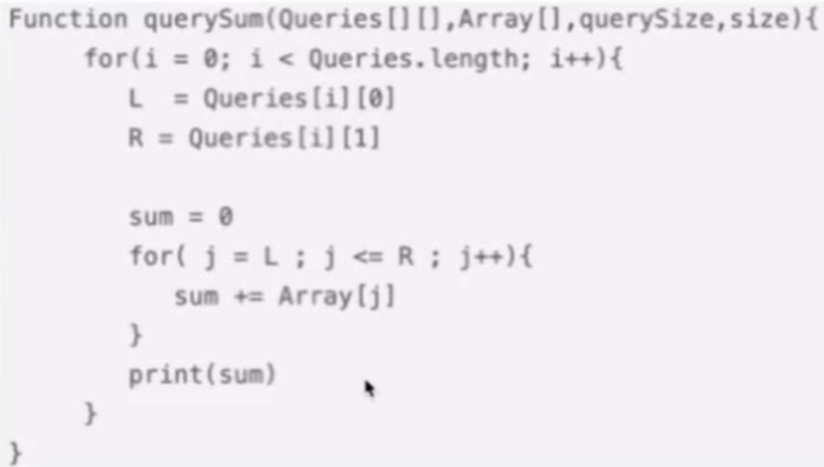 Function querySum(Queries[][],Array[],querySize,size){
for(i = 0; i < Queries.length; i++){
L = Queries[i][0]
R = Queries[i][1]
sum = 0
for( j = L ; j <= R ; j++){
sum += Array[j]
}
print(sum)
}
}